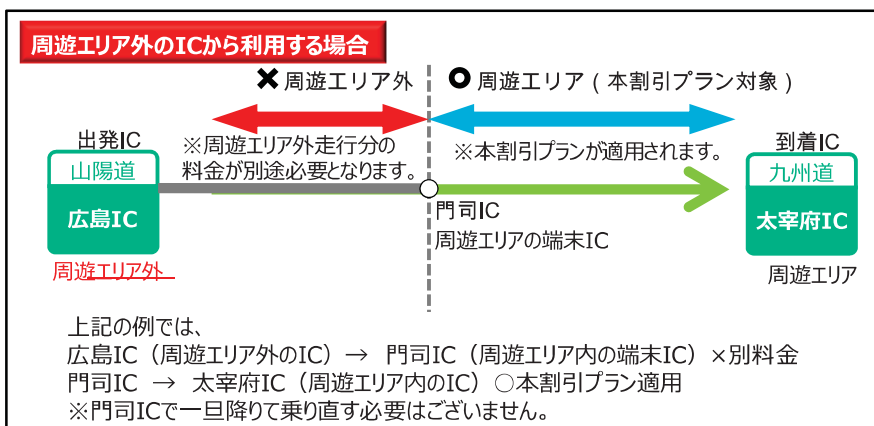 周遊エリア外のICから利用する場合
✖周遊エリア外
⭘周遊エリア(本割引プラン対象)
出発IC
山陽道
広島IC
周遊エリア外
※周遊エリア外走行分の
料金が別途必要となります。
※本割引プランが適用されます。
門司IC
周遊エリアの端末IC
到着IC
九州道
太宰府IC
周遊エリア
上記の例では、
広島IC(周遊エリア外のIC)→ 門司IC(周遊エリア内の端末IC)×別料金
門司IC → 太宰府IC(周遊エリア内のIC)○本割引プラン適用
※門司ICで一旦降りて乗り直す必要はございません。